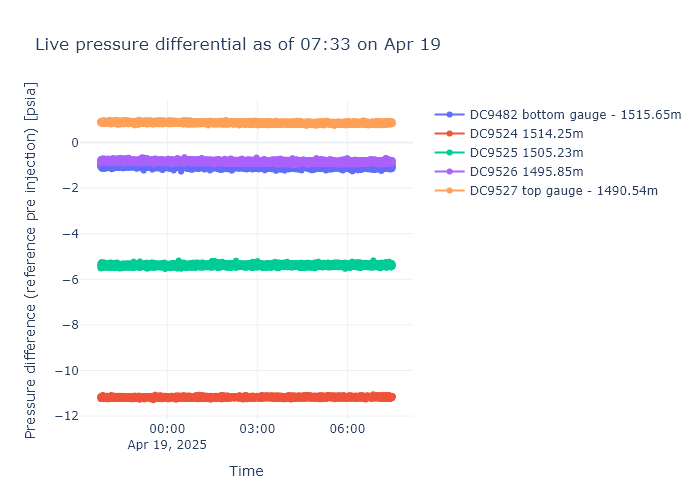 Live pressure differential as of 07:33 on Apr 19
Pressure difference (reference pre injection) [psia]
0
−2
−4
−6
−8
−10
−12
00:00
Apr 19, 2025
03:00
06:00
Time
DC9482 bottom gauge - 1515.65m
DC9524 1514.25m
DC9525 1505.23m
DC9526 1495.85m
DC9527 top gauge - 1490.54m